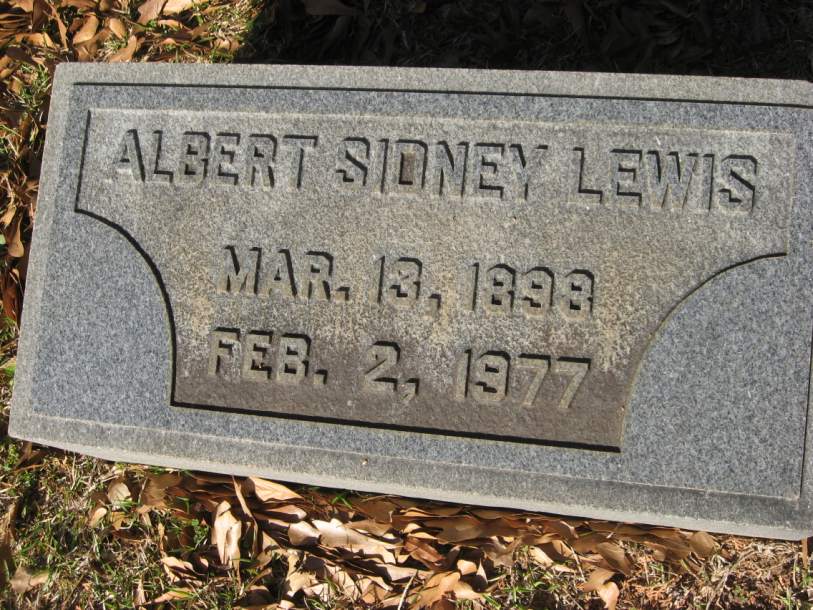 ALBERT SIDNEY LEWIS
MAR. 13, 1898
FEB. 2, 1977